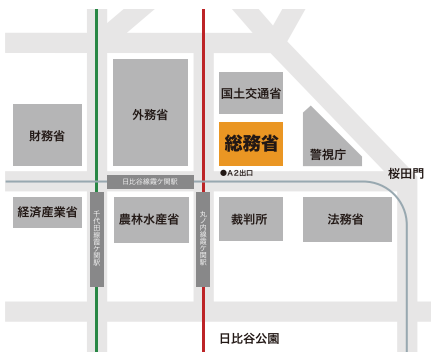 国土交通省
外務省
財務省
総務省
警視庁
●A2出口
桜田門
日比谷線霞ケ関駅
経済産業省
千代田線霞ケ関駅
農林水産省
丸ノ内線霞ケ関駅
裁判所
法務省
日比谷公園